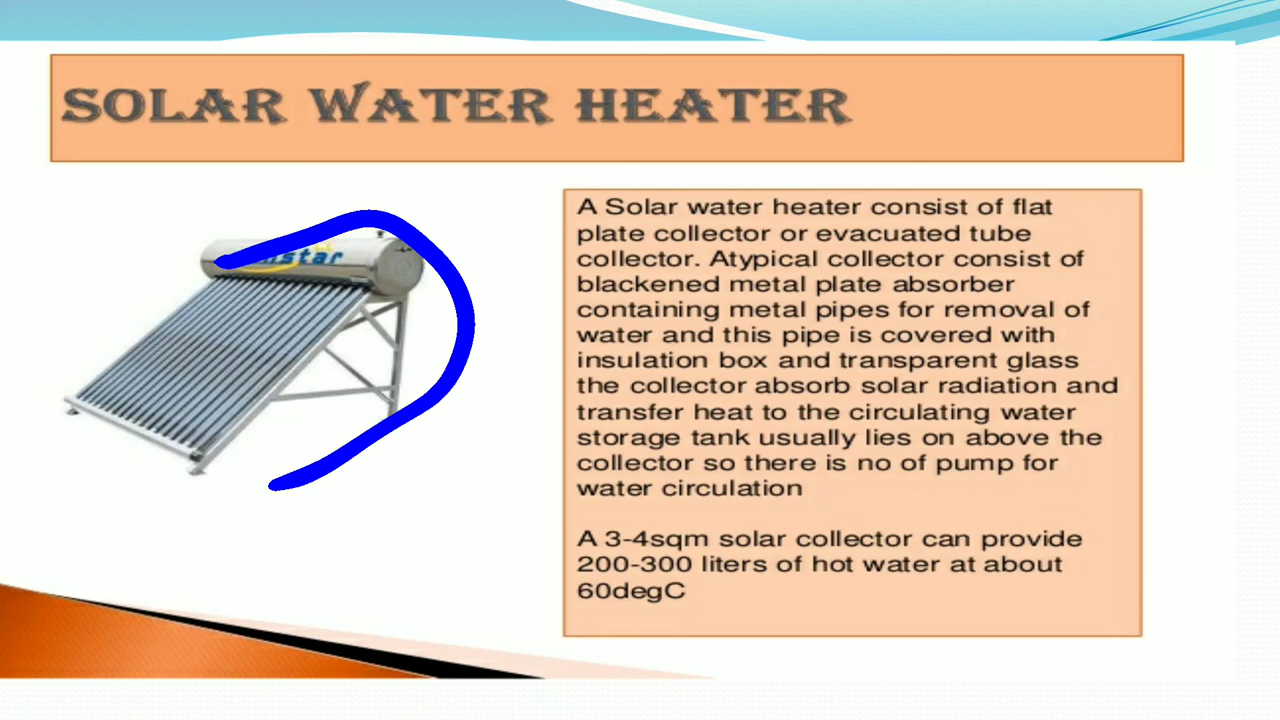 SOLAR WATER HEATER
A Solar water heater consist of flat
plate collector or evacuated tube
collector. Atypical collector consist of
blackened metal plate absorber
containing metal pipes for removal of
water and this pipe is covered with
insulation box and transparent glass
the collector absorb solar radiation and
transfer heat to the circulating water
storage tank usually lies on above the
collector so there is no of pump for
water circulation
A 3-4sqm solar collector can provide
200-300 liters of hot water at about
60degC